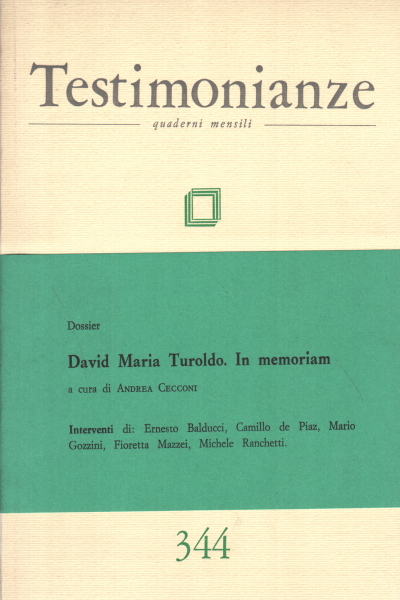 Testimonianze
quaderni mensili
Dossier
David Maria Turoldo. In memoriam
a cura di ANDREA CECCONI
Interventi di: Ernesto Balducci, Camillo de Piaz, Mario
Gozzini, Fioretta Mazzei, Michele Ranchetti.
344